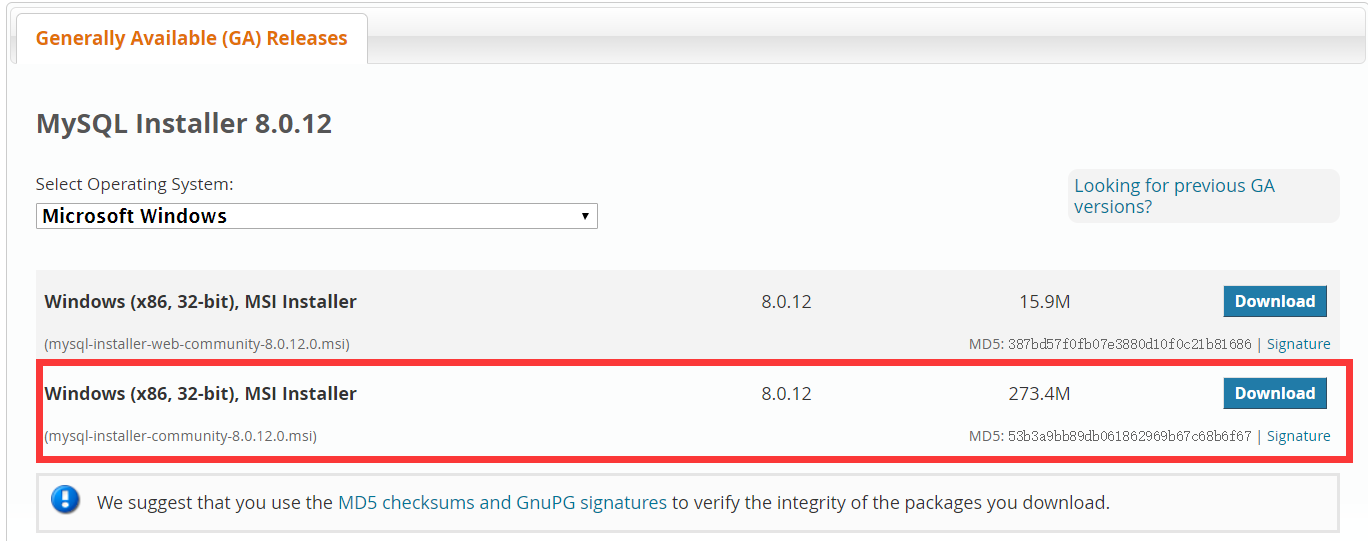 Generally Available (GA) Releases
MySQL Installer 8.0.12
Select Operating System:
Looking for previous GA
versions?
Microsoft Windows
Windows (x86, 32-bit), MSI Installer 8.0.12 15.9M Download
(mysql-installer-web-community-8.0.12.0.msi) MD5: 387bd57f0fb07e3880d10f0c21b81686 | Signature
Windows (x86, 32-bit), MSI Installer 8.0.12 273.4M Download
(mysql-installer-community-8.0.12.0.msi) MD5: 53b3a9bb89db061862969b67c68b6f67 | Signature
We suggest that you use the MD5 checksums and GnuPG signatures to verify the integrity of the packages you download.